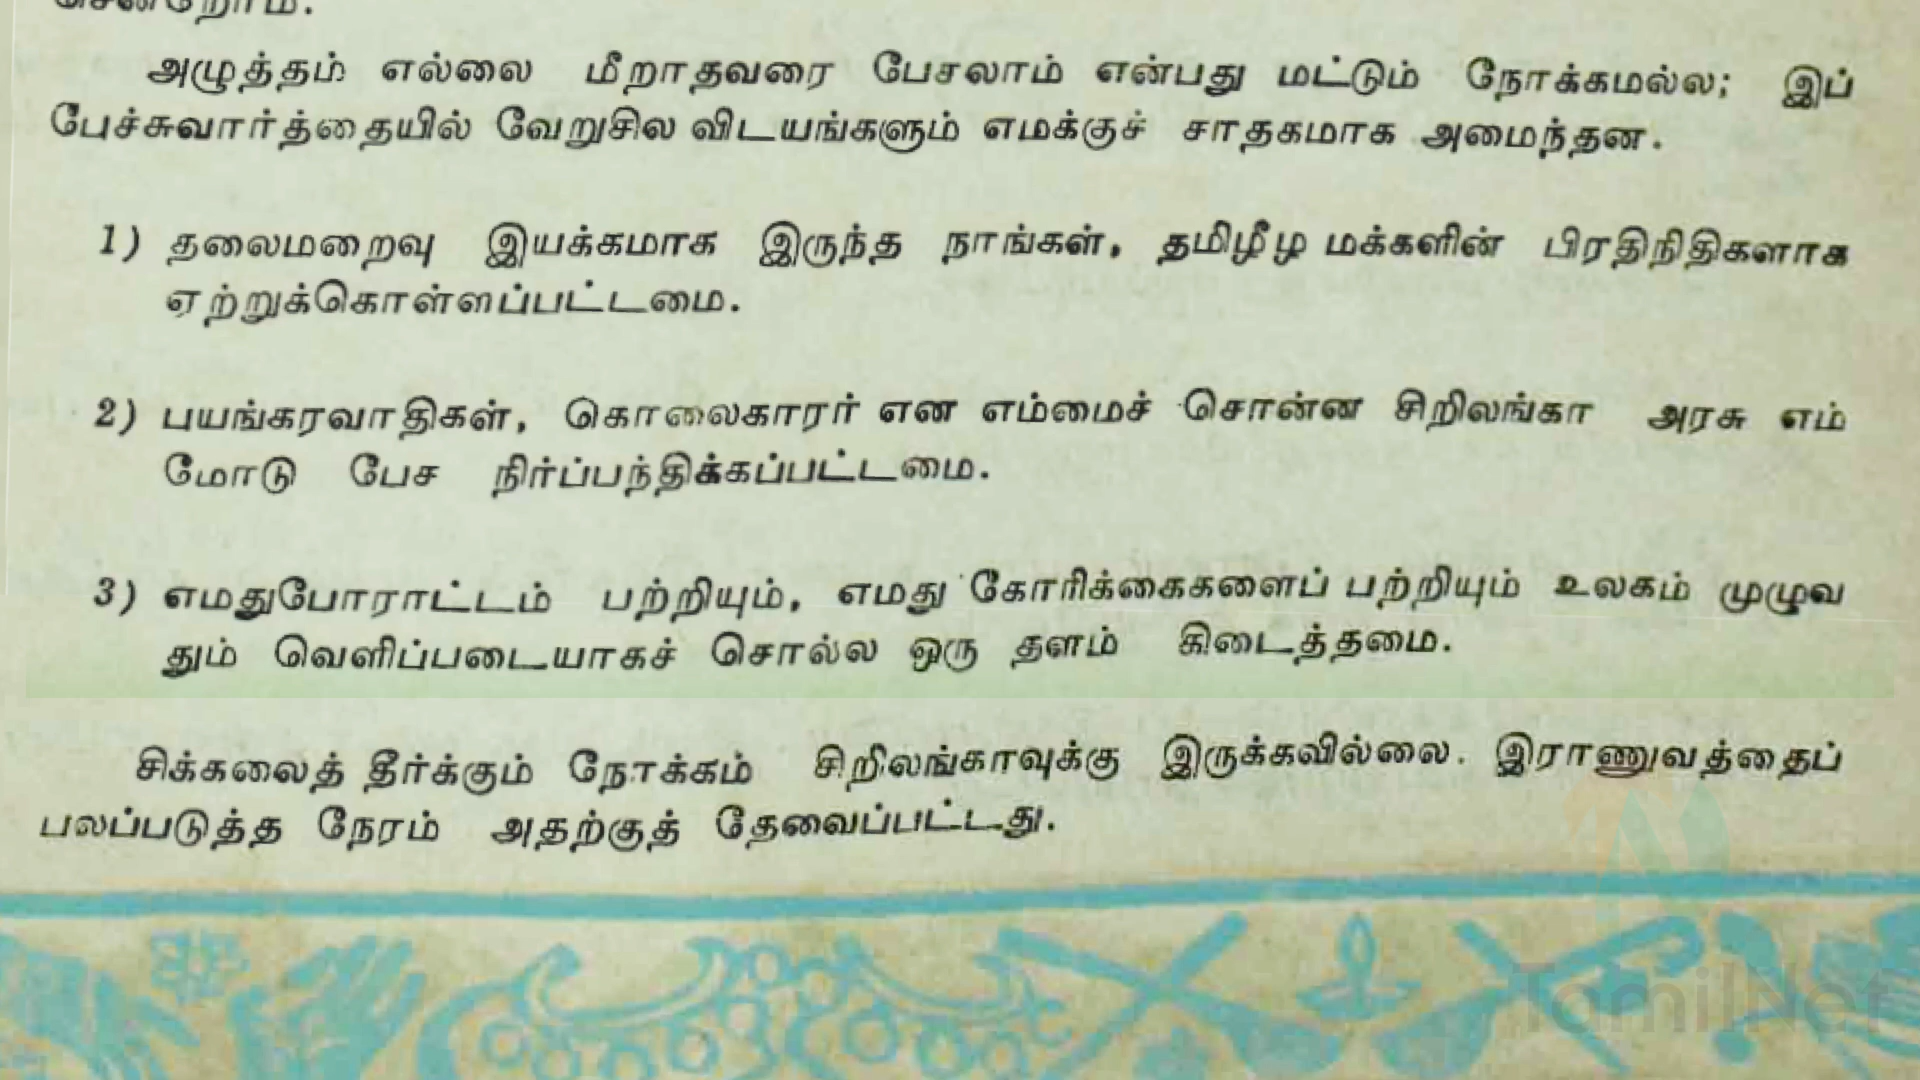 சென்றோம்.
அழுத்தம் எல்லை மீறாதவரை பேசலாம் என்பது மட்டும் நோக்கமல்ல; இப்
பேச்சுவார்த்தையில் வேறுசில விடயங்களும் எமக்குச் சாதகமாக அமைந்தன.
1) தலைமறைவு இயக்கமாக இருந்த நாங்கள், தமிழீழ மக்களின் பிரதிநிதிகளாக
ஏற்றுக்கொள்ளப்பட்டமை.
2) பயங்கரவாதிகள், கொலைகாரர் என எம்மைச் சொன்ன சிறிலங்கா அரசு எம்
மோடு பேச நிர்ப்பந்திக்கப்பட்டமை.
3) எமதுபோராட்டம் பற்றியும், எமது கோரிக்கைகளைப் பற்றியும் உலகம் முழுவ
தும் வெளிப்படையாகச் சொல்ல ஒரு தளம் கிடைத்தமை.
சிக்கலைத் தீர்க்கும் நோக்கம் சிறிலங்காவுக்கு இருக்கவில்லை. இராணுவத்தைப்
பலப்படுத்த நேரம் அதற்குத் தேவைப்பட்டது.
TamilNet